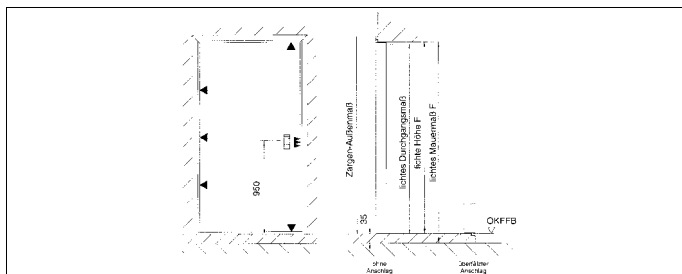 950
Zargen-Außenmaß
35
lichtes Durchgangsmaß
lichte Höhe F
lichtes Mauermaß F
OKFFB
ohne
Anschlag
überfälzter
Anschlag